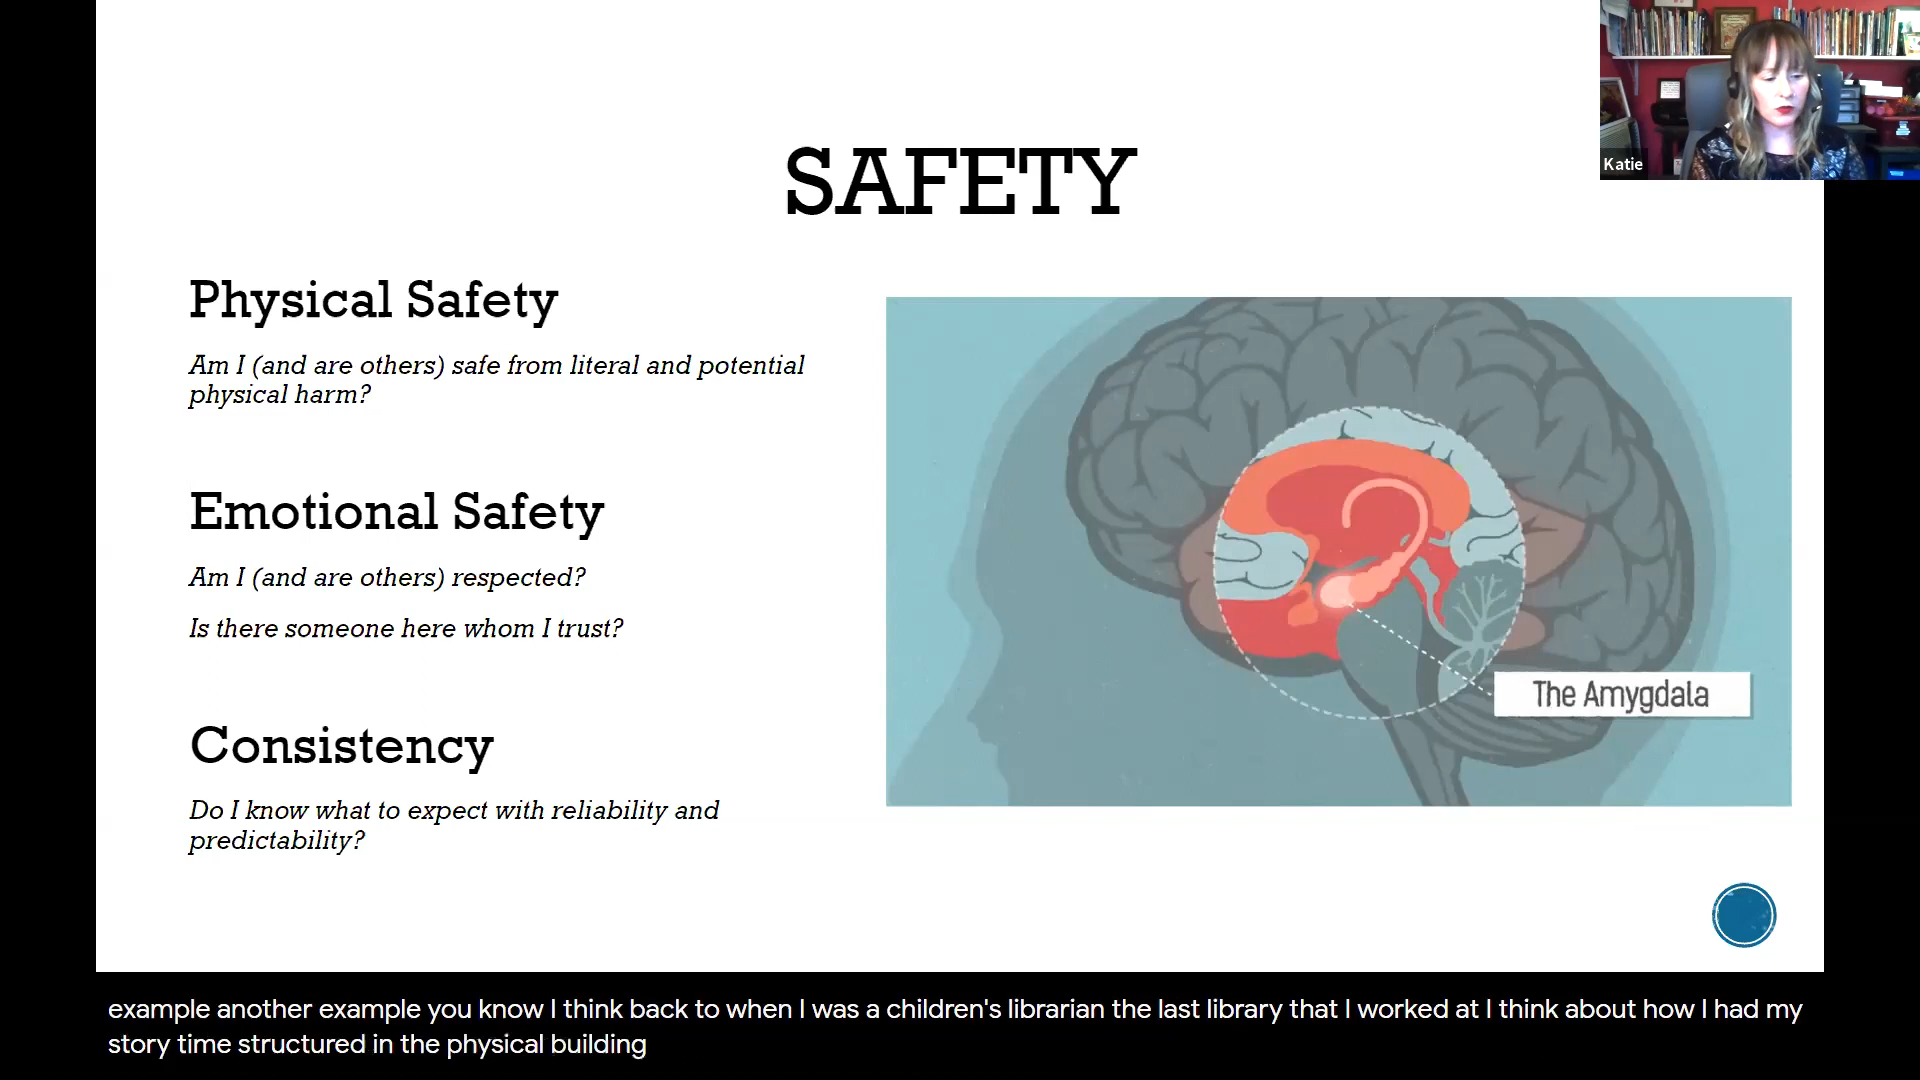 SAFETY
Katie
Physical Safety
Am I (and are others) safe from literal and potential
physical harm?
Emotional Safety
Am I (and are others) respected?
Is there someone here whom I trust?
Consistency
Do I know what to expect with reliability and
predictability?
The Amygdala
example another example you know I think back to when I was a children's librarian the last library that I worked at I think about how I had my
story time structured in the physical building